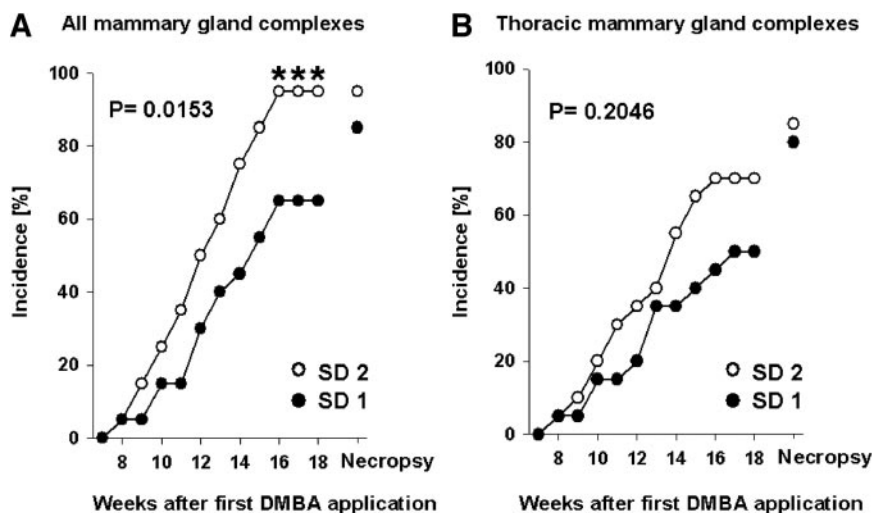 A All mammary gland complexes
100
80
60
40
20
0
Incidence [%]
P= 0.0153
***
SD 2
SD 1
8 10 12 14 16 18 Necropsy
Weeks after first DMBA application
B Thoracic mammary gland complexes
100
80
60
40
20
0
Incidence [%]
P= 0.2046
SD 2
SD 1
8 10 12 14 16 18 Necropsy
Weeks after first DMBA application